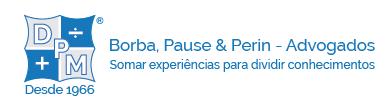 D ÷
+ P
M
®
Desde 1966
Borba, Pause & Perin - Advogados
Somar experiências para dividir conhecimentos